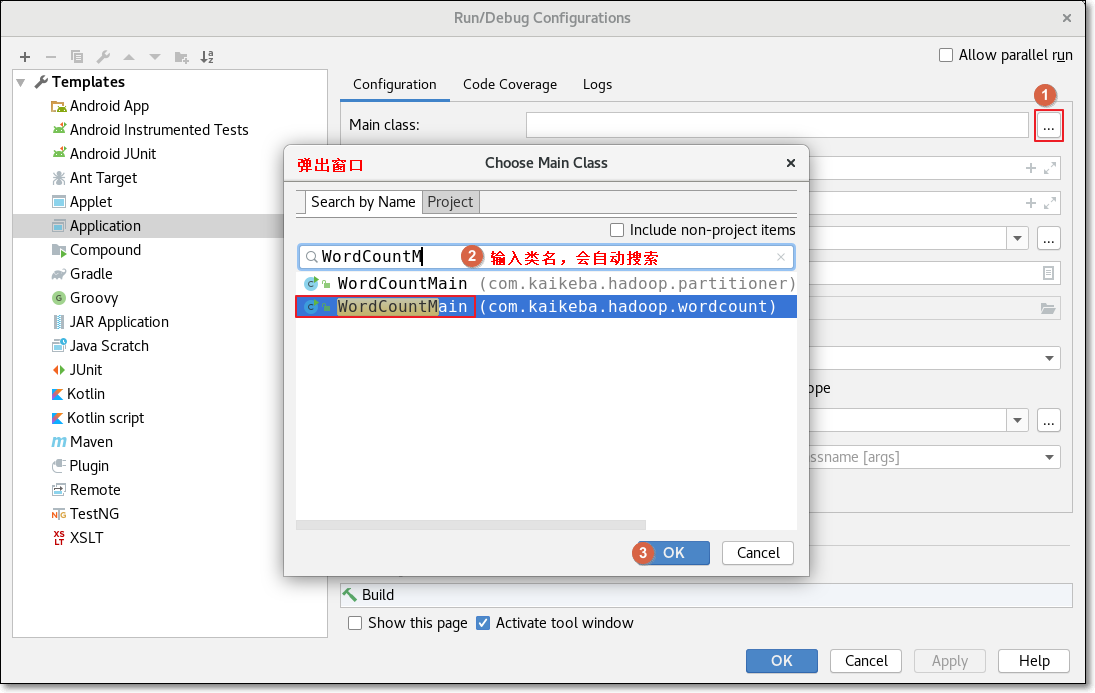 Run/Debug Configurations
Allow parallel run
Templates
Android App
Android Instrumented Tests
Android JUnit
Ant Target
Applet
Application
Compound
Gradle
Groovy
JAR Application
Java Scratch
JUnit
Kotlin
Kotlin script
Maven
Plugin
Remote
TestNG
XSLT
Configuration Code Coverage Logs
1
Main class:
...
弹出窗口 Choose Main Class
Search by Name Project
Include non-project items
WordCountM 2 输入类名，会自动搜索
WordCountMain (com.kaikeba.hadoop.partitioner)
WordCountMain (com.kaikeba.hadoop.wordcount)
3 OK Cancel
...
ope
...
ssname [args]
Build
Show this page Activate tool window
OK Cancel Apply Help